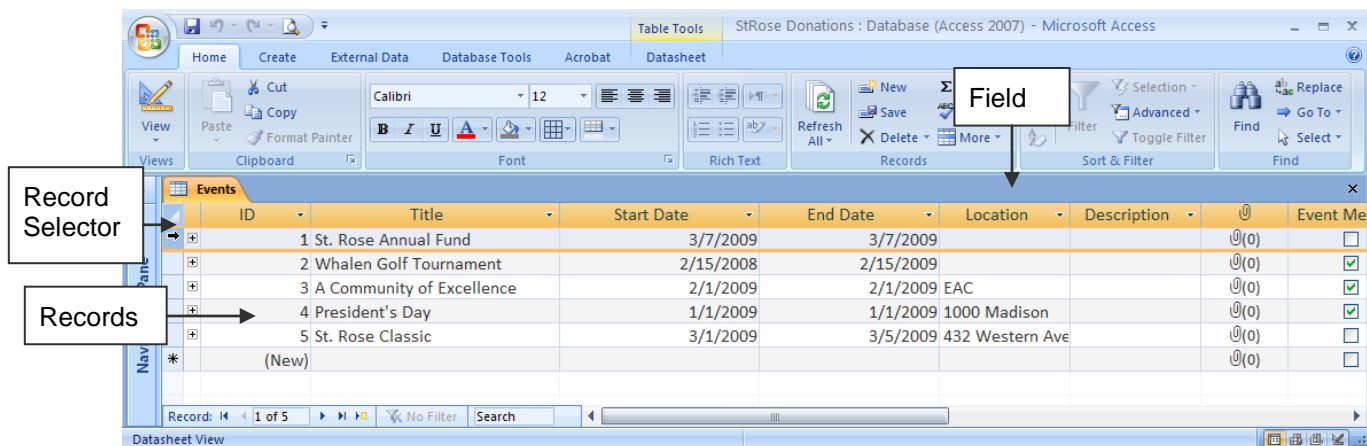 Table Tools StRose Donations : Database (Access 2007) - Microsoft Access
Home Create External Data Database Tools Acrobat Datasheet
View
Views
Paste
Cut
Copy
Format Painter
Clipboard
Calibri 12
B I U A
Font
ab
Rich Text
Refresh
All
New
Save
Delete
Σ
ABC
More
Records
Filter
Selection
Advanced
Toggle Filter
Sort & Filter
Find
Replace
Go To
Select
Find
Field
Record
Selector
Records
Events
ID Title Start Date End Date Location Description Event Me
1 St. Rose Annual Fund 3/7/2009 3/7/2009 (0)
2 Whalen Golf Tournament 2/15/2008 2/15/2009 (0)
3 A Community of Excellence 2/1/2009 2/1/2009 EAC (0)
4 President's Day 1/1/2009 1/1/2009 1000 Madison (0)
5 St. Rose Classic 3/1/2009 3/5/2009 432 Western Ave (0)
(New) (0)
Record: 1 of 5 No Filter Search
Datasheet View